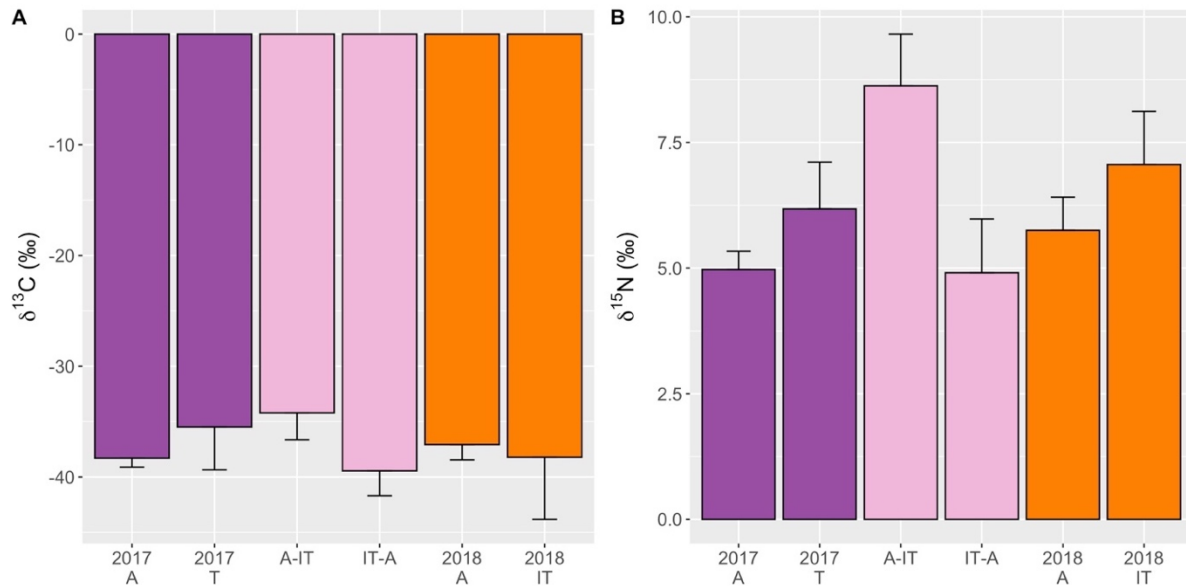 A
δ13C (‰)
0
-10
-20
-30
-40
2017 A
2017 T
A-IT
IT-A
2018 A
2018 IT
B
δ15N (‰)
10.0
7.5
5.0
2.5
0.0
2017 A
2017 T
A-IT
IT-A
2018 A
2018 IT